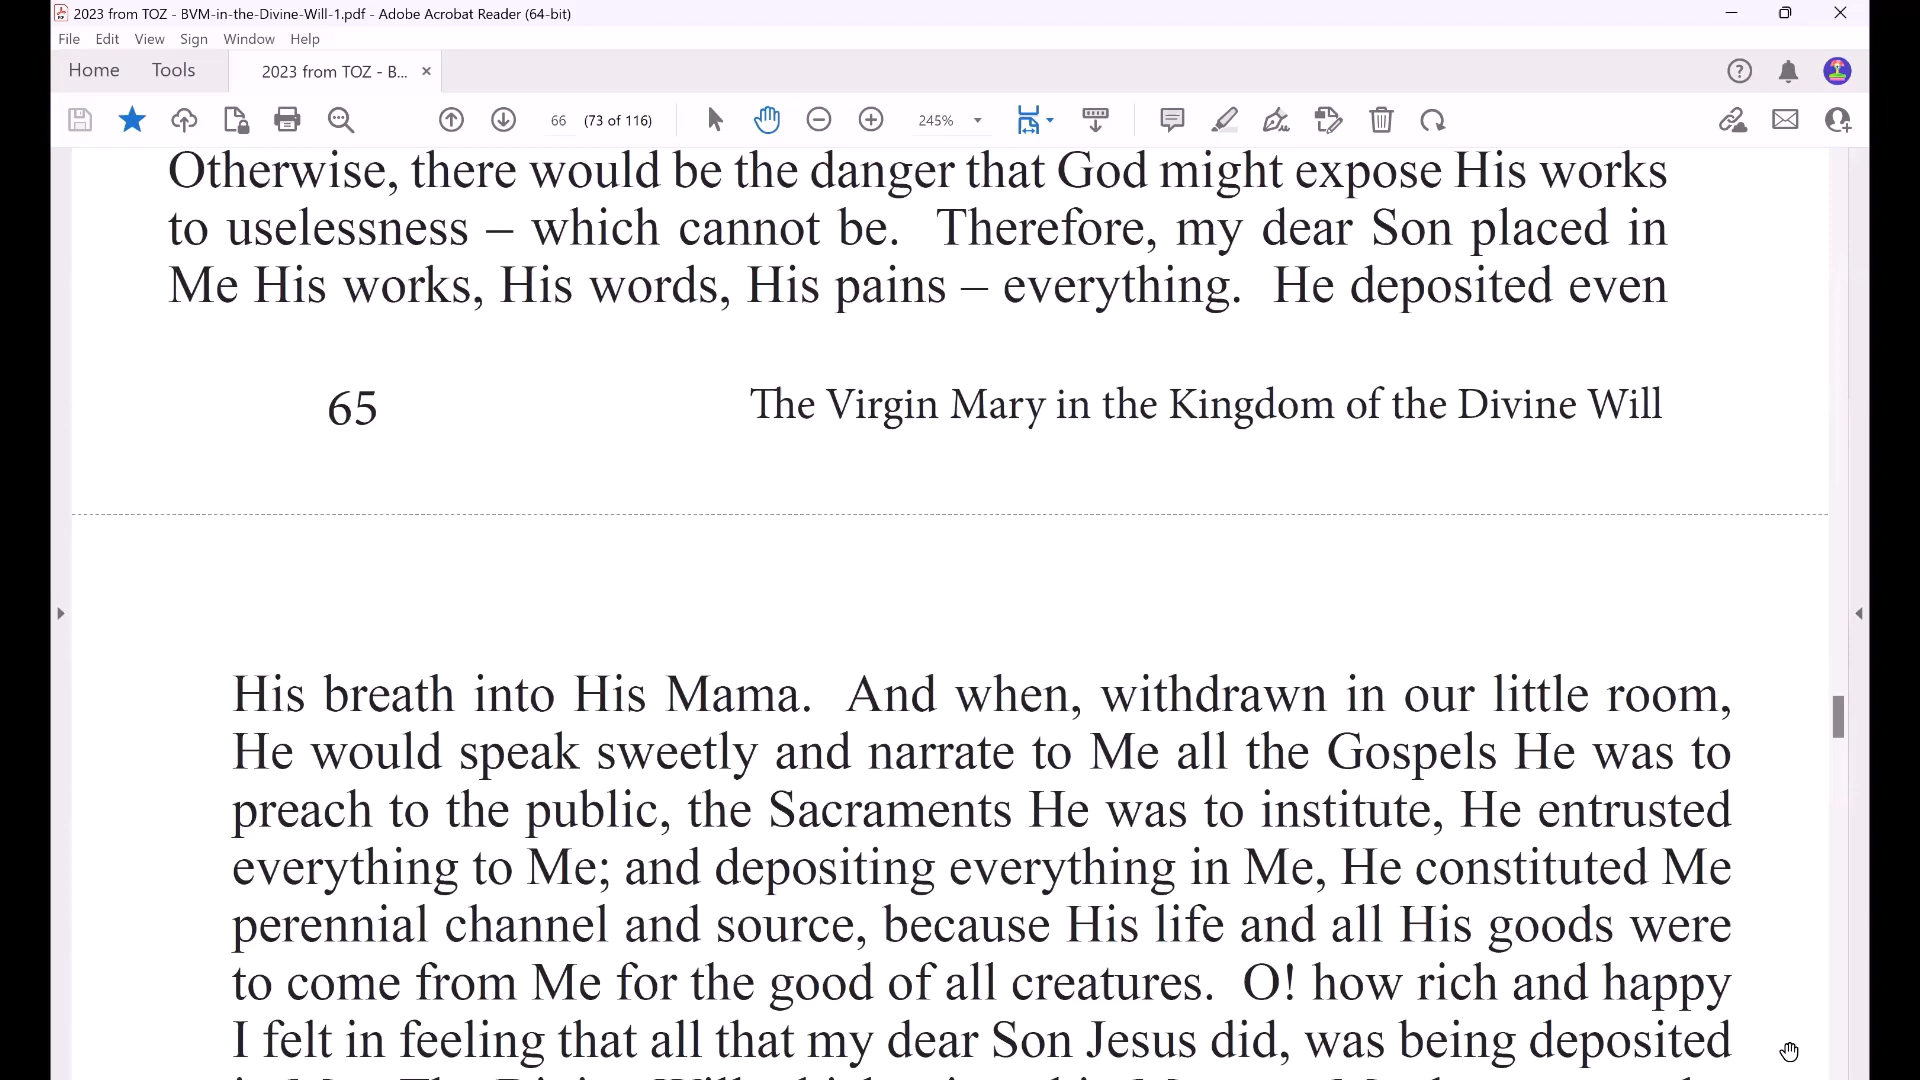 2023 from TOZ - BVM-in-the-Divine-Will-1.pdf - Adobe Acrobat Reader (64-bit)
File Edit View Sign Window Help
Home Tools 2023 from TOZ - B... ×
66 (73 of 116) 245%
Otherwise, there would be the danger that God might expose His works
to uselessness – which cannot be. Therefore, my dear Son placed in
Me His works, His words, His pains – everything. He deposited even
65 The Virgin Mary in the Kingdom of the Divine Will
His breath into His Mama. And when, withdrawn in our little room,
He would speak sweetly and narrate to Me all the Gospels He was to
preach to the public, the Sacraments He was to institute, He entrusted
everything to Me; and depositing everything in Me, He constituted Me
perennial channel and source, because His life and all His goods were
to come from Me for the good of all creatures. O! how rich and happy
I felt in feeling that all that my dear Son Jesus did, was being deposited